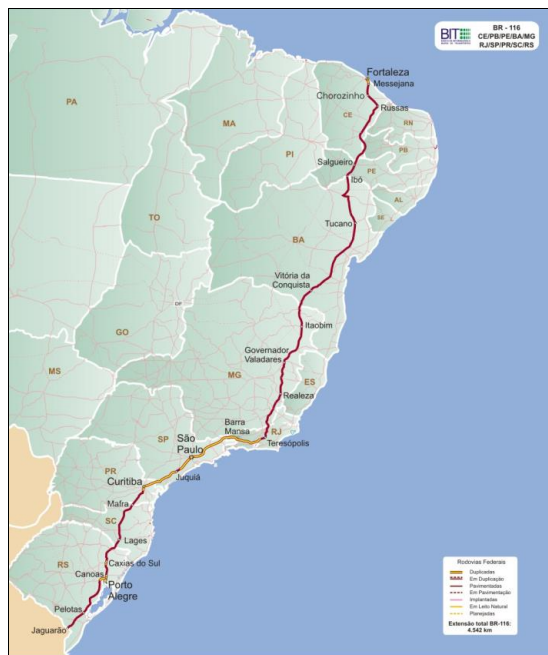 BIT
BR - 116
CE/PB/PE/BA/MG
RJ/SP/PR/SC/RS
Fortaleza
Messejana
Chorozinho
Russas
PA
MA
CE
RN
PI
PB
Salgueiro
PE
Ibó
AL
TO
SE
Tucano
BA
Vitória da
Conquista
DF
Itaobim
GO
Governador
Valadares
MS
MG
ES
Realeza
Barra
Mansa
RJ
SP
São
Paulo
Teresópolis
PR
Juquiá
Curitiba
Mafra
SC
Lages
RS
Caxias do Sul
Canoas
Porto
Alegre
Pelotas
Jaguarão
Rodovias Federais
Duplicadas
Em Duplicação
Pavimentadas
Em Pavimentação
Implantadas
Em Leito Natural
Planejadas
Extensão total BR-116:
4.542 km